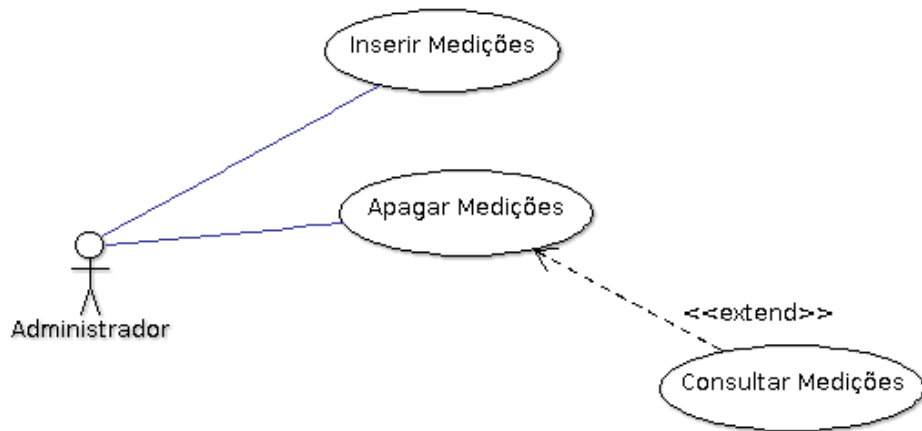 Inserir Medições
Apagar Medições
Administrador
<<extend>>
Consultar Medições